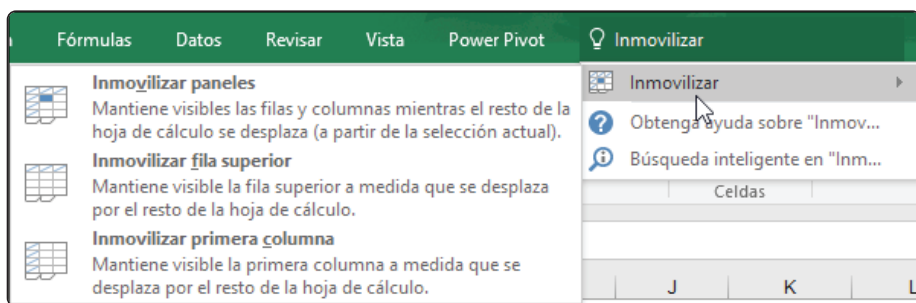 Fórmulas Datos Revisar Vista Power Pivot Inmovilizar
Inmovilizar paneles
Mantiene visibles las filas y columnas mientras el resto de la
hoja de cálculo se desplaza (a partir de la selección actual).
Inmovilizar fila superior
Mantiene visible la fila superior a medida que se desplaza
por el resto de la hoja de cálculo.
Inmovilizar primera columna
Mantiene visible la primera columna a medida que se
desplaza por el resto de la hoja de cálculo.
Inmovilizar
Obtenga ayuda sobre "Inmov...
Búsqueda inteligente en "Inm...
Celdas
J K L